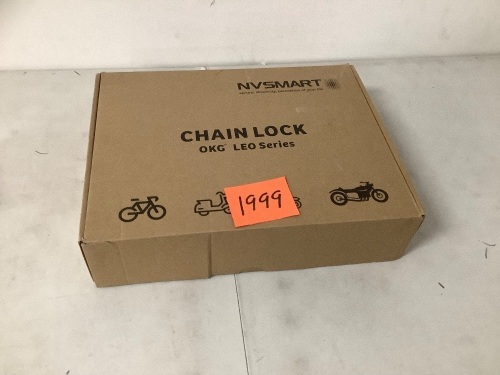 NVSMART
CHAIN LOCK
OKG LEO Series
1999